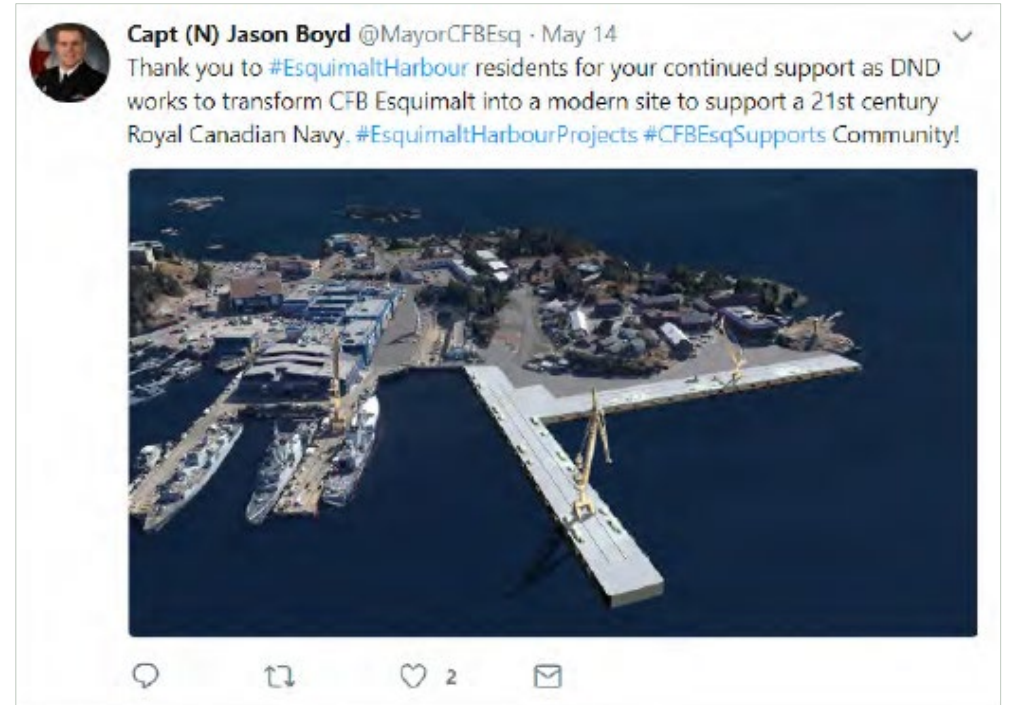 Capt (N) Jason Boyd @MayorCFBEsq · May 14
Thank you to #EsquimaltHarbour residents for your continued support as DND
works to transform CFB Esquimalt into a modern site to support a 21st century
Royal Canadian Navy. #EsquimaltHarbourProjects #CFBEsqSupports Community!
2